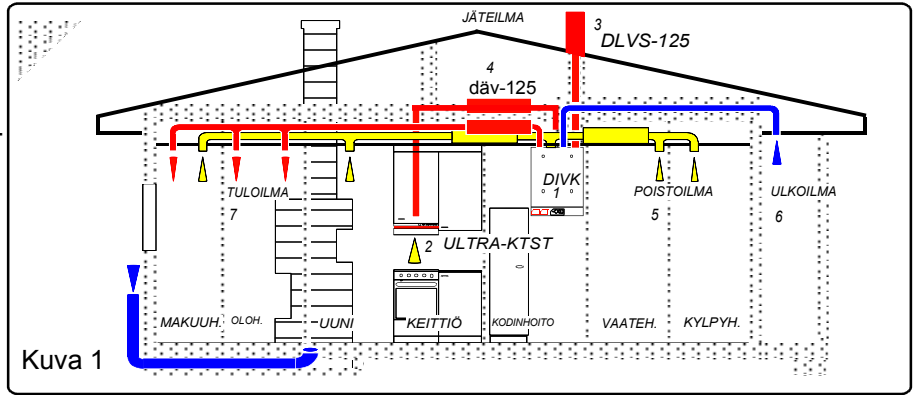 JÄTEILMA
3
DLVS-125
4
däv-125
TULOILMA
7
DIVK
1
POISTOILMA
5
ULKOILMA
6
2
ULTRA-KTST
MAKUUH.
OLOH.
UUNI
KEITTIÖ
KODINHOITO
VAATEH.
KYLPYH.
Kuva 1